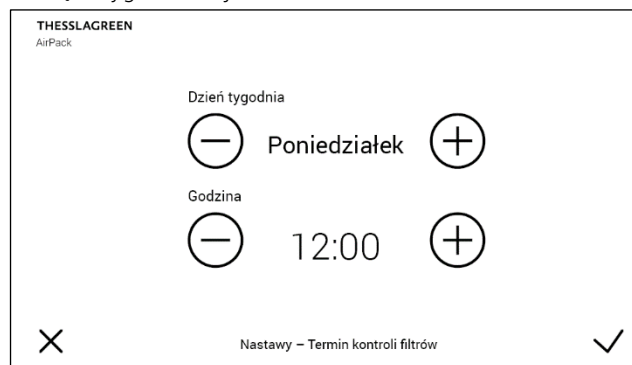 THESSLAGREEN
AirPack
Dzień tygodnia
Poniedziałek
Godzina
12:00
Nastawy – Termin kontroli filtrów